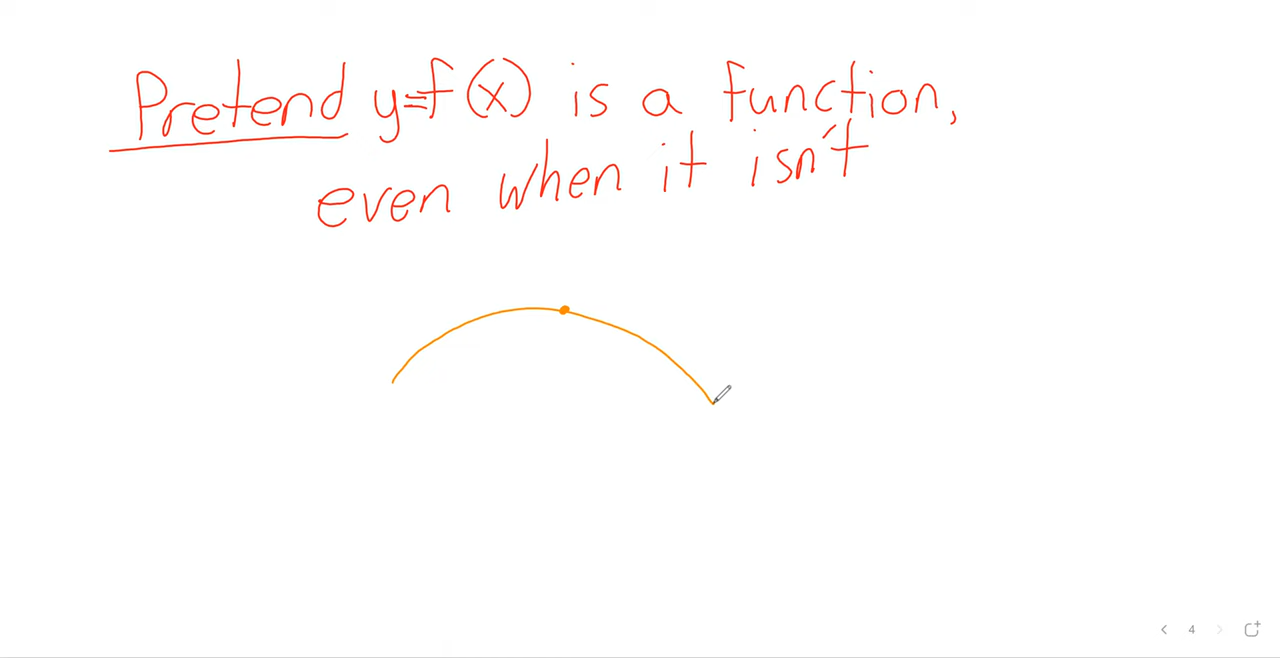 Pretend y=f(x) is a function,
even when it isn't
4